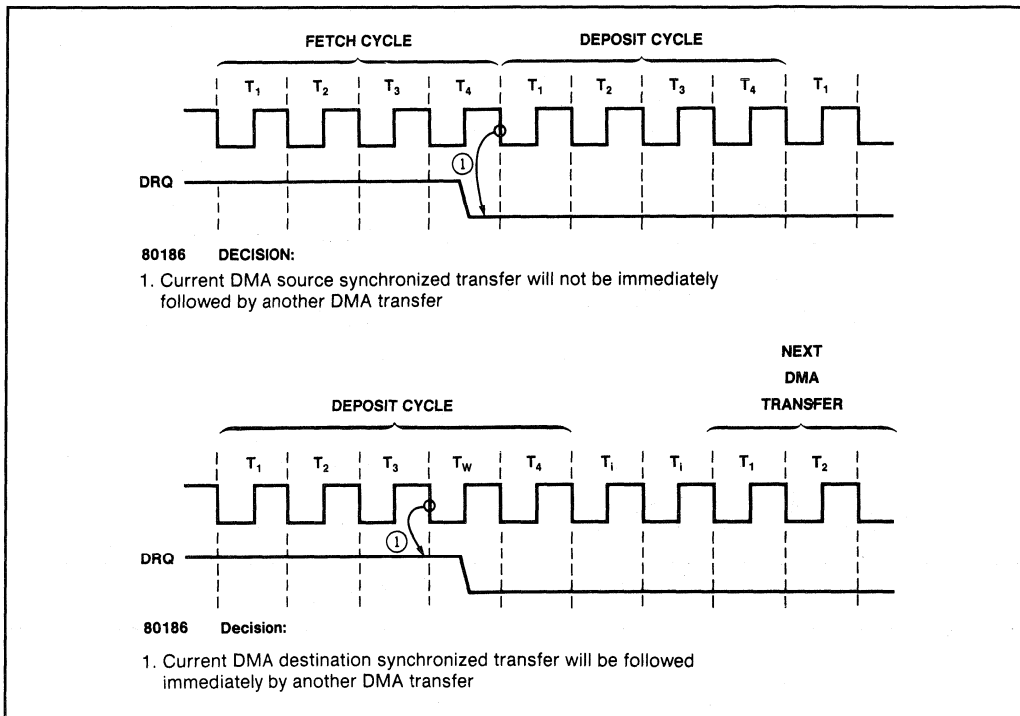 FETCH CYCLE DEPOSIT CYCLE
T1 T2 T3 T4 T1 T2 T3 T4 T1
1
DRQ
80186 DECISION:
1. Current DMA source synchronized transfer will not be immediately
followed by another DMA transfer
NEXT
DMA
DEPOSIT CYCLE TRANSFER
T1 T2 T3 TW T4 Ti Ti T1 T2
1
DRQ
80186 Decision:
1. Current DMA destination synchronized transfer will be followed
immediately by another DMA transfer